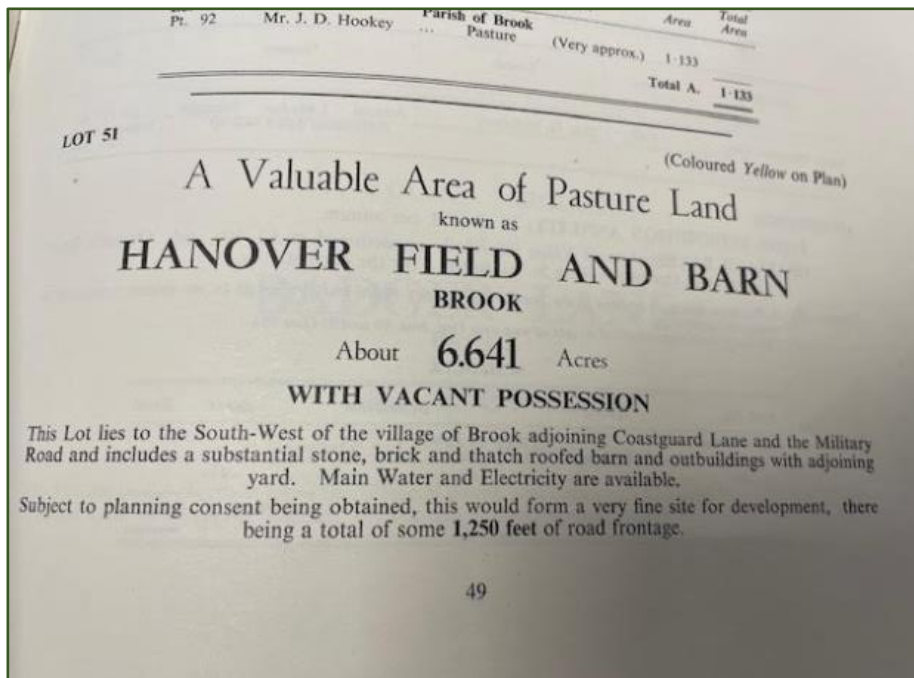 Parish of Brook Area Total Area
Pt. 92 Mr. J. D. Hookey ... Pasture (Very approx.) 1·133
Total A. 1·133
LOT 51
(Coloured Yellow on Plan)
A Valuable Area of Pasture Land
known as
HANOVER FIELD AND BARN
BROOK
About 6.641 Acres
WITH VACANT POSSESSION
This Lot lies to the South-West of the village of Brook adjoining Coastguard Lane and the Military
Road and includes a substantial stone, brick and thatch roofed barn and outbuildings with adjoining
yard. Main Water and Electricity are available.
Subject to planning consent being obtained, this would form a very fine site for development, there
being a total of some 1,250 feet of road frontage.
49